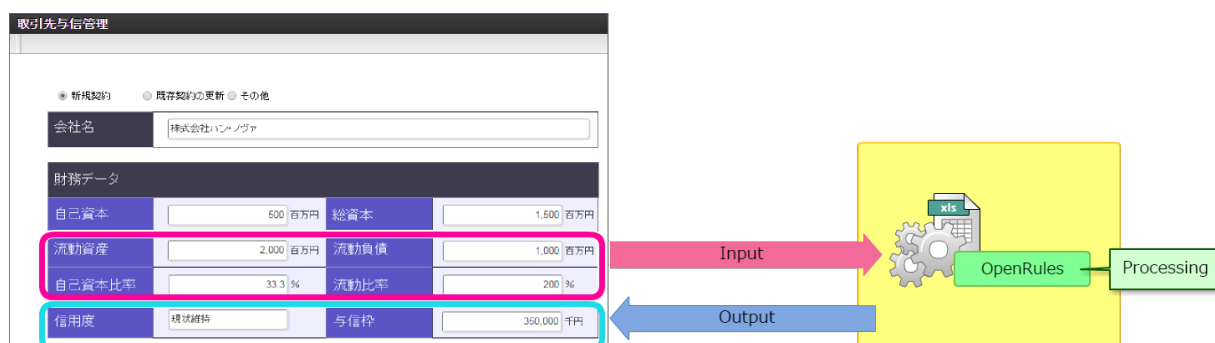 取引先与信管理
新規契約 既存契約の更新 その他
会社名 株式会社ハン・ノヴァ
財務データ
自己資本 500 百万円 総資本 1,500 百万円
流動資産 2,000 百万円 流動負債 1,000 百万円
自己資本比率 33.3 % 流動比率 200 %
信用度 現状維持 与信枠 350,000 千円
Input
Output
xls
OpenRules
Processing